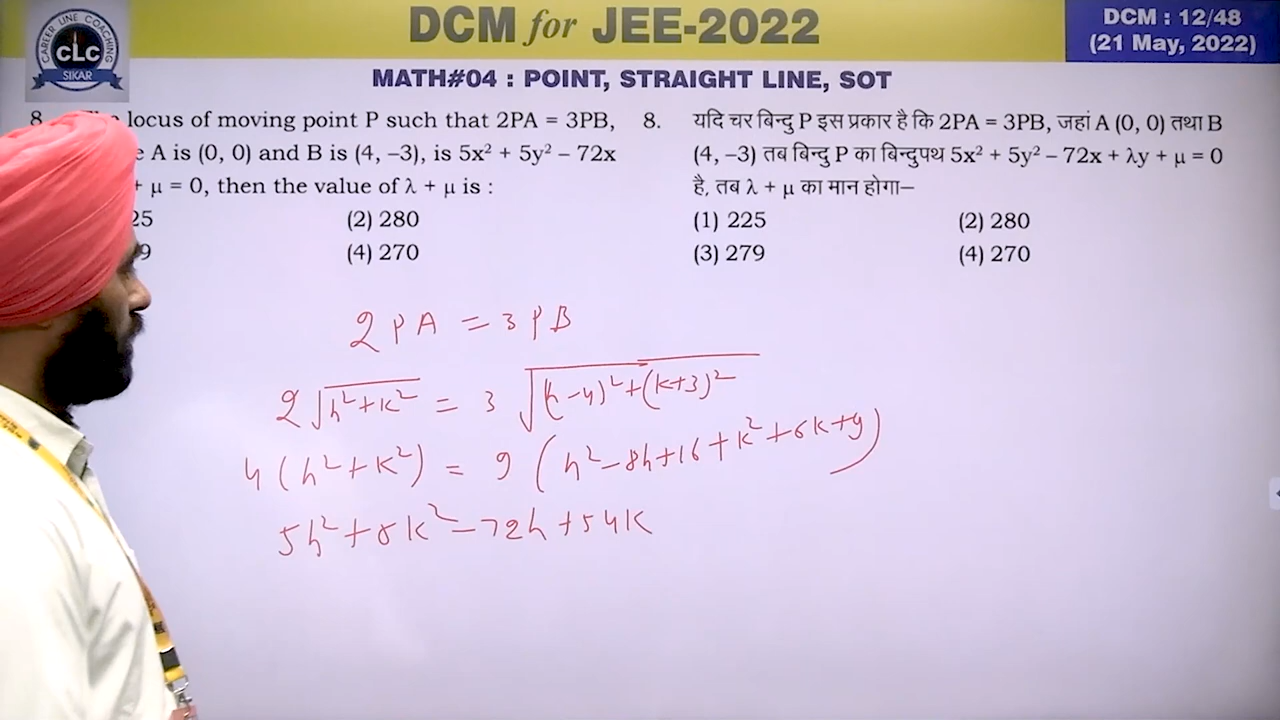 DCM for JEE-2022
DCM : 12/48
(21 May, 2022)
CAREER LINE COACHING
CLC
SIKAR
MATH#04 : POINT, STRAIGHT LINE, SOT
8. locus of moving point P such that 2PA = 3PB,
A is (0, 0) and B is (4, –3), is 5x² + 5y² – 72x
+ μ = 0, then the value of λ + μ is :
25 (2) 280
9 (4) 270
8. यदि चर बिन्दु P इस प्रकार है कि 2PA = 3PB, जहां A (0, 0) तथा B
(4, –3) तब बिन्दु P का बिन्दुपथ 5x² + 5y² – 72x + λy + μ = 0
है, तब λ + μ का मान होगा–
(1) 225 (2) 280
(3) 279 (4) 270
2PA = 3PB
2√h²+k² = 3 √(h-4)²+(k+3)²
4(h²+k²) = 9 (h²-8h+16+k²+6k+9)
5h²+5k²-72h+54k